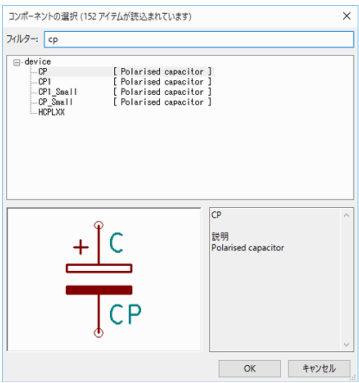 コンポーネントの選択 (152 アイテムが読込まれています)
フィルター: cp
device
CP [ Polarised capacitor ]
CP1 [ Polarised capacitor ]
CP1_Small [ Polarised capacitor ]
CP_Small [ Polarised capacitor ]
HCPLXX
+ C
CP
CP
説明
Polarised capacitor
OK キャンセル